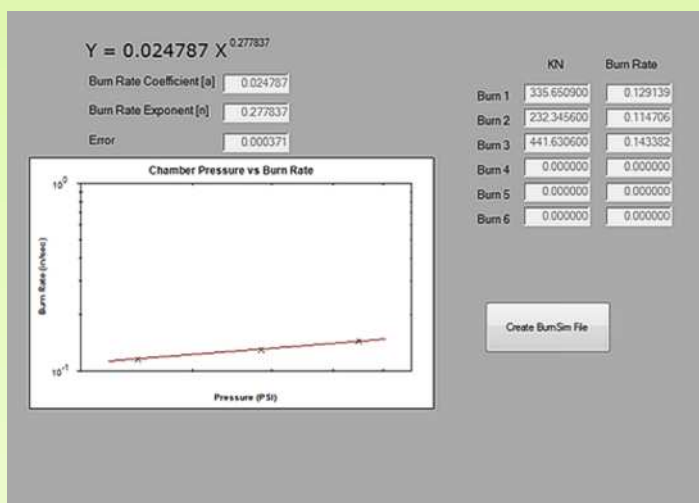 Y = 0.024787 X^0.277837
Burn Rate Coefficient [a] 0.024787
Burn Rate Exponent [n] 0.277837
Error 0.000371
KN Burn Rate
Burn 1 335.650900 0.129139
Burn 2 232.345600 0.114706
Burn 3 441.630600 0.143382
Burn 4 0.000000 0.000000
Burn 5 0.000000 0.000000
Burn 6 0.000000 0.000000
Chamber Pressure vs Burn Rate
10^0
Burn Rate (in/sec)
10^-1
Pressure (PSI)
Create BurnSim File